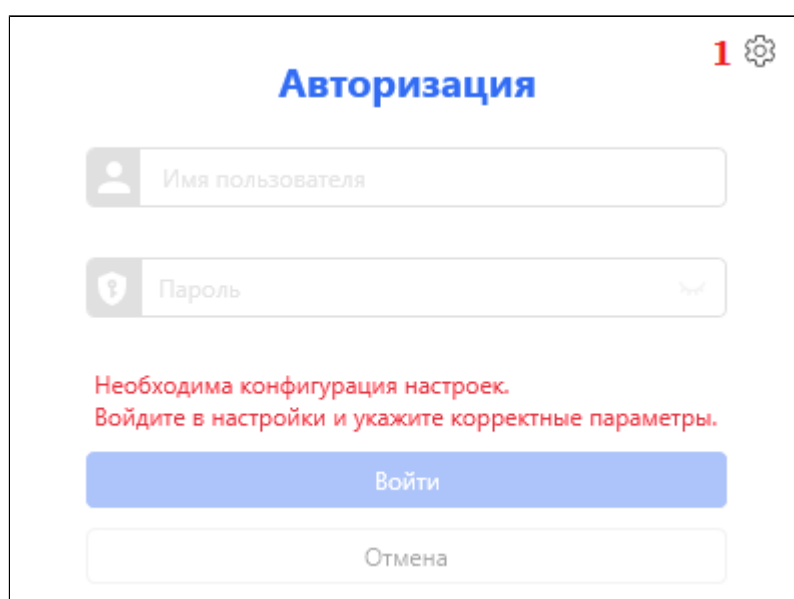 1
Авторизация
Имя пользователя
Пароль
Необходима конфигурация настроек.
Войдите в настройки и укажите корректные параметры.
Войти
Отмена